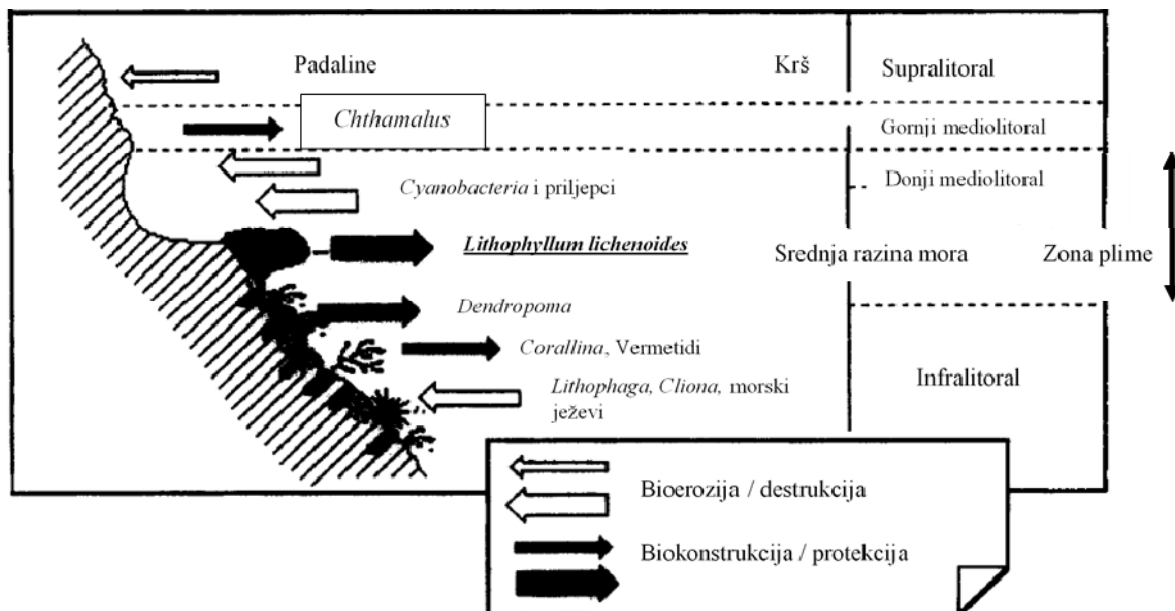 Padaline
Krš
Supralitoral
Chthamalus
Gornji mediolitoral
Cyanobacteria i priljepci
Donji mediolitoral
Lithophyllum lichenoides
Srednja razina mora
Zona plime
Dendropoma
Corallina, Vermetidi
Lithophaga, Cliona, morski
ježevi
Infralitoral
Bioerozija / destrukcija
Biokonstrukcija / protekcija